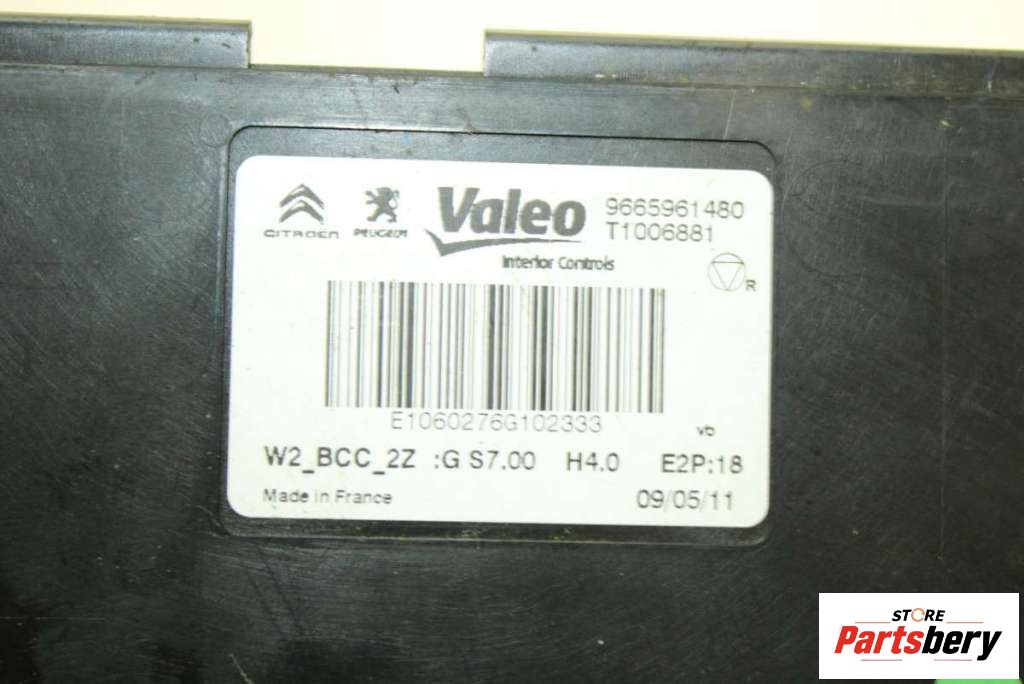 CITROËN PEUGEOT Valeo 9665961480
T1006881
Interior Controls
R
E1060276G102333
vb
W2_BCC_2Z :G S7.00 H4.0 E2P:18
Made in France 09/05/11
STORE
Partsbery